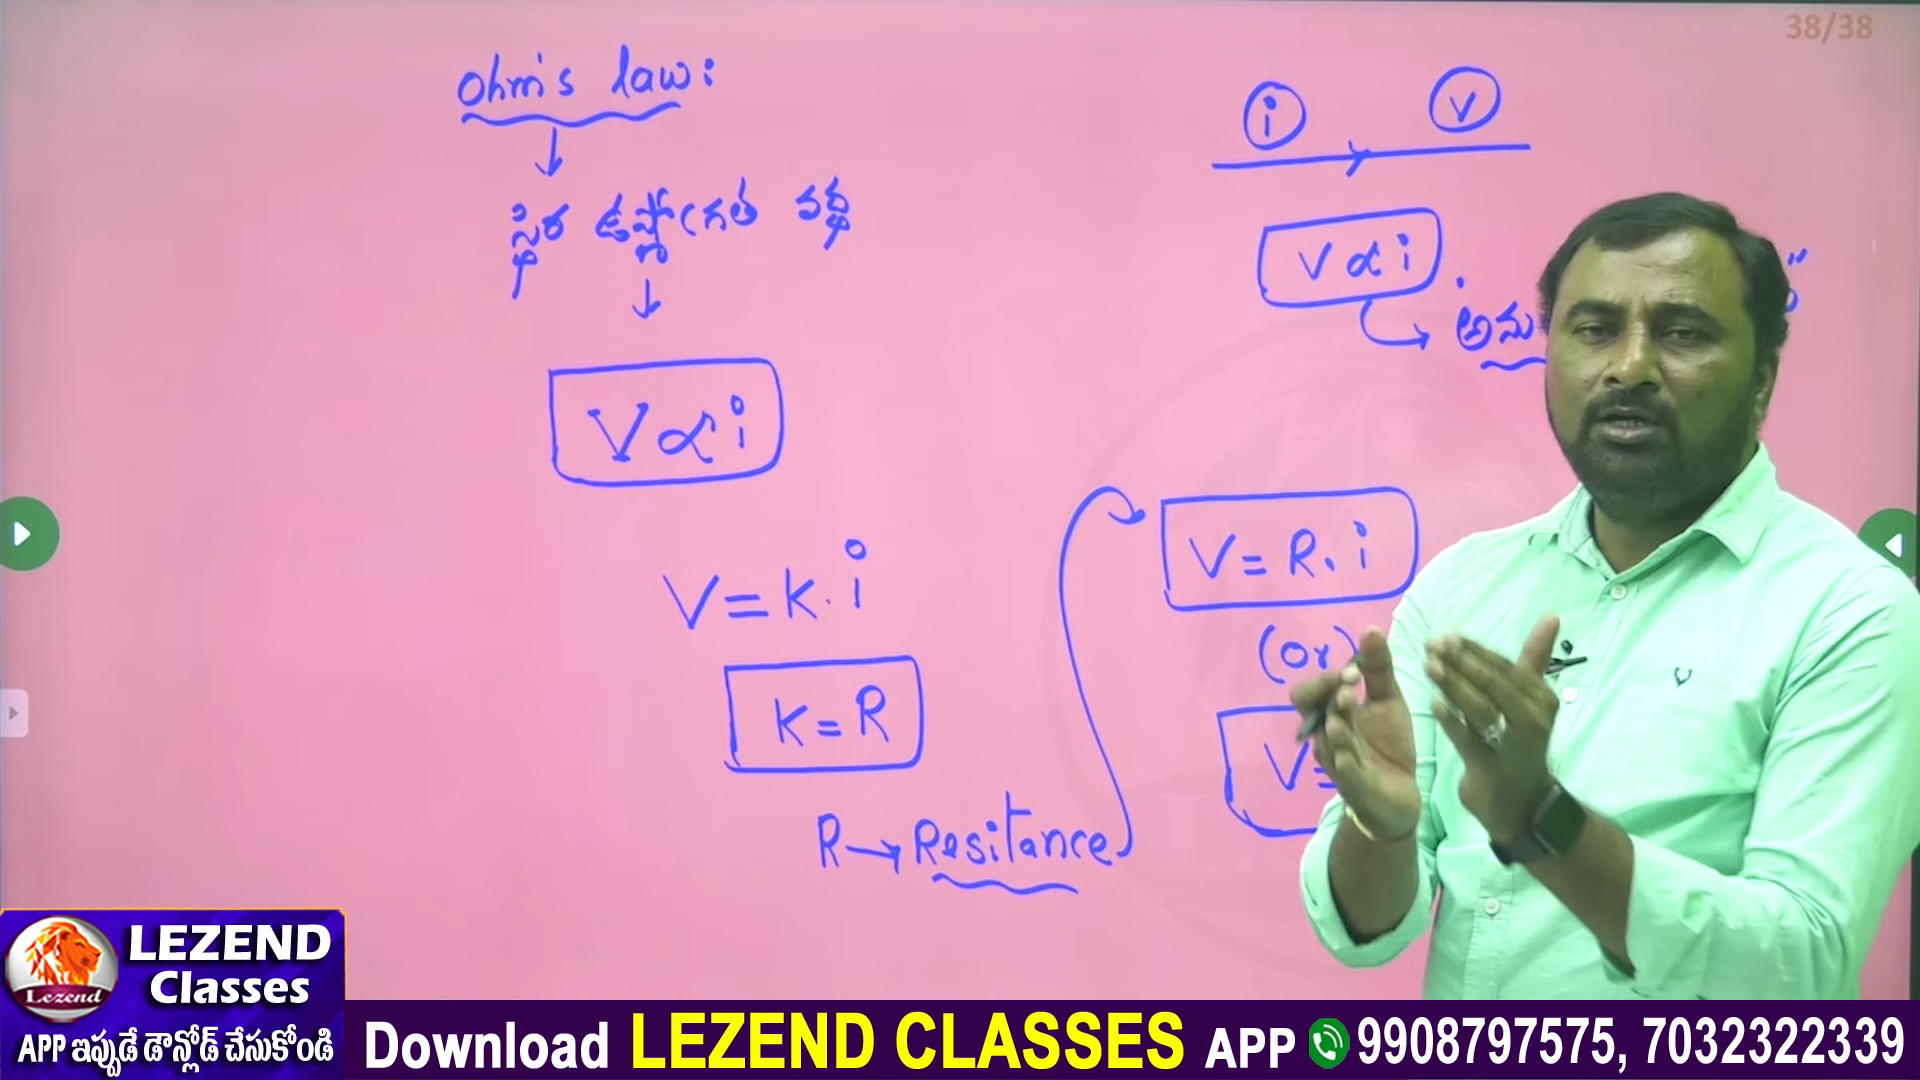 38/38
Ohm's law:
స్థిర ఉష్ణోగ్రత వద్ద
V ∝ i
V = K. i
K = R
R → Resitance
i V
V ∝ i
V = R. i
(or)
V =
LEZEND
Classes
Lezend
APP ఇప్పుడే డౌన్లోడ్ చేసుకోండి
Download LEZEND CLASSES APP 9908797575, 7032322339